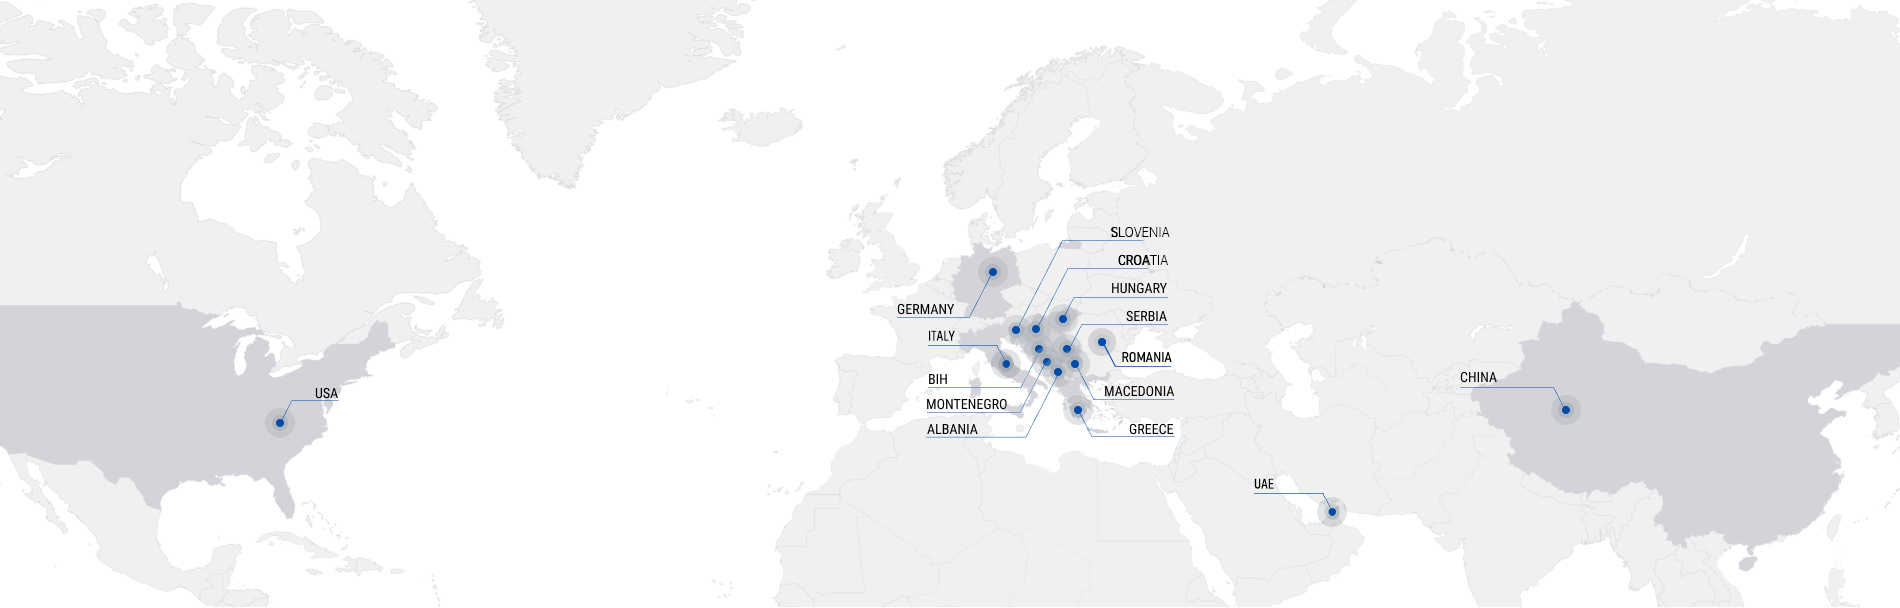 SLOVENIA
CROATIA
HUNGARY
GERMANY
SERBIA
ITALY
ROMANIA
BIH
MACEDONIA
MONTENEGRO
ALBANIA
GREECE
USA
CHINA
UAE